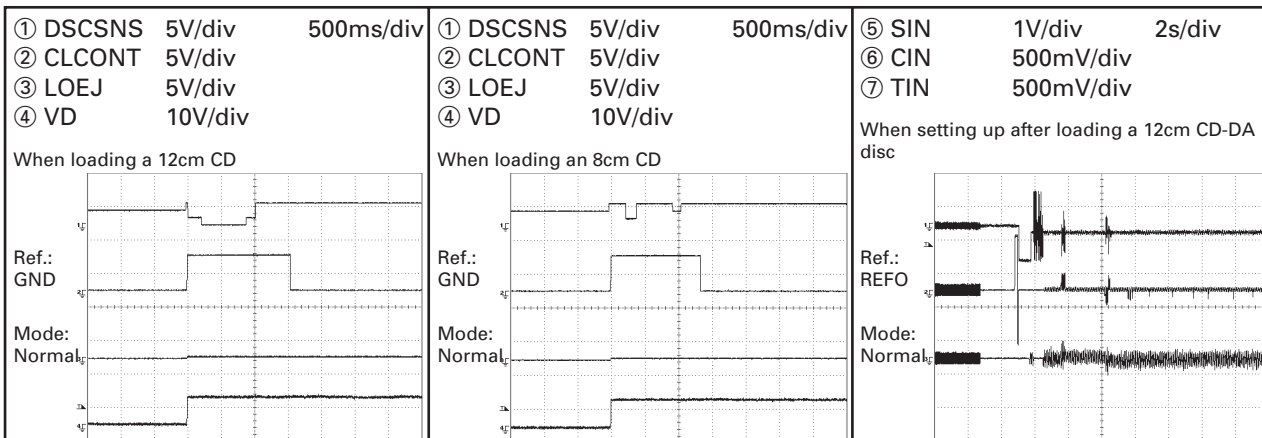 ① DSCSNS 5V/div 500ms/div
② CLCONT 5V/div
③ LOEJ 5V/div
④ VD 10V/div
When loading a 12cm CD
Ref.:
GND
Mode:
Normal
① DSCSNS 5V/div 500ms/div
② CLCONT 5V/div
③ LOEJ 5V/div
④ VD 10V/div
When loading an 8cm CD
Ref.:
GND
Mode:
Normal
⑤ SIN 1V/div 2s/div
⑥ CIN 500mV/div
⑦ TIN 500mV/div
When setting up after loading a 12cm CD-DA
disc
Ref.:
REFO
Mode:
Normal